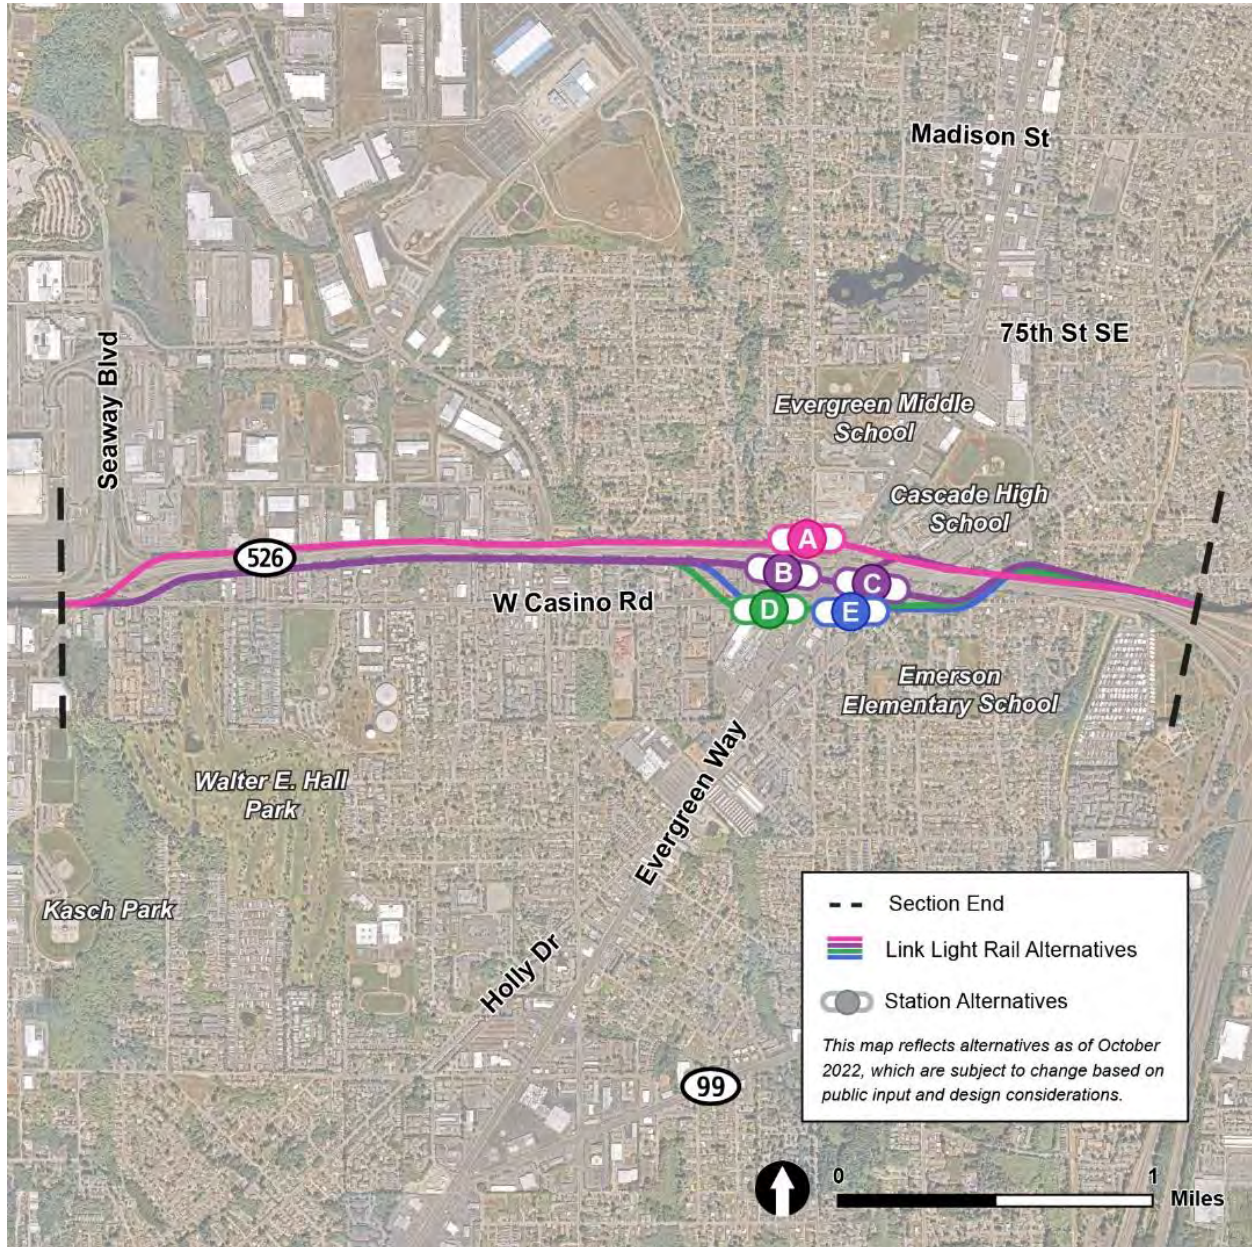 Madison St
75th St SE
Seaway Blvd
Evergreen Middle
School
Cascade High
School
526
A
B
C
W Casino Rd
D
E
Emerson
Elementary School
Evergreen Way
Walter E. Hall
Park
Kasch Park
Holly Dr
99
Section End
Link Light Rail Alternatives
Station Alternatives
This map reflects alternatives as of October
2022, which are subject to change based on
public input and design considerations.
0 1
Miles